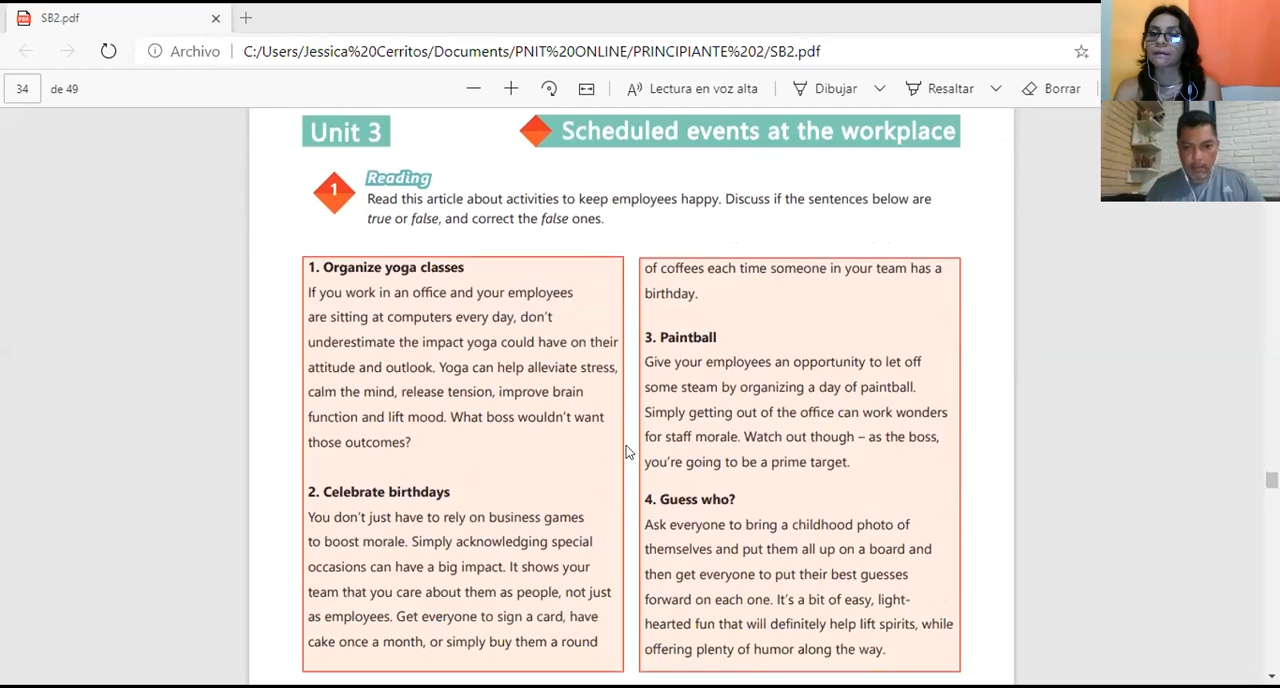 SB2.pdf
Archivo
C:/Users/Jessica%20Cerritos/Documents/PNIT%20ONLINE/PRINCIPIANTE%202/SB2.pdf
34
de 49
Lectura en voz alta
Dibujar
Resaltar
Borrar
Unit 3
Scheduled events at the workplace
1
Reading
Read this article about activities to keep employees happy. Discuss if the sentences below are
true or false, and correct the false ones.
1. Organize yoga classes
If you work in an office and your employees
are sitting at computers every day, don't
underestimate the impact yoga could have on their
attitude and outlook. Yoga can help alleviate stress,
calm the mind, release tension, improve brain
function and lift mood. What boss wouldn't want
those outcomes?
2. Celebrate birthdays
You don't just have to rely on business games
to boost morale. Simply acknowledging special
occasions can have a big impact. It shows your
team that you care about them as people, not just
as employees. Get everyone to sign a card, have
cake once a month, or simply buy them a round
of coffees each time someone in your team has a
birthday.
3. Paintball
Give your employees an opportunity to let off
some steam by organizing a day of paintball.
Simply getting out of the office can work wonders
for staff morale. Watch out though – as the boss,
you're going to be a prime target.
4. Guess who?
Ask everyone to bring a childhood photo of
themselves and put them all up on a board and
then get everyone to put their best guesses
forward on each one. It's a bit of easy, light-
hearted fun that will definitely help lift spirits, while
offering plenty of humor along the way.